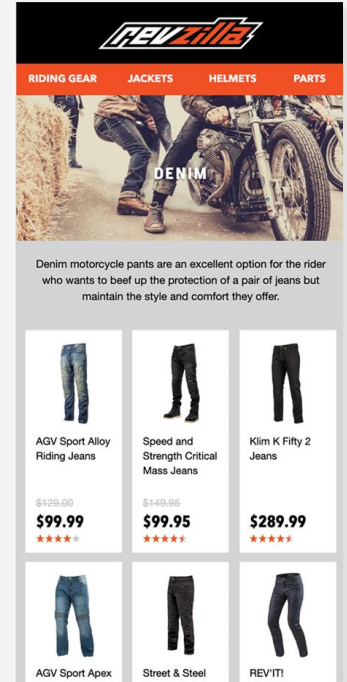 REVZILLA
RIDING GEAR JACKETS HELMETS PARTS
DENIM
Denim motorcycle pants are an excellent option for the rider
who wants to beef up the protection of a pair of jeans but
maintain the style and comfort they offer.
AGV Sport Alloy
Riding Jeans
$129.00
$99.99
Speed and
Strength Critical
Mass Jeans
$149.95
$99.95
Klim K Fifty 2
Jeans
$289.99
AGV Sport Apex
Street & Steel
REV'IT!